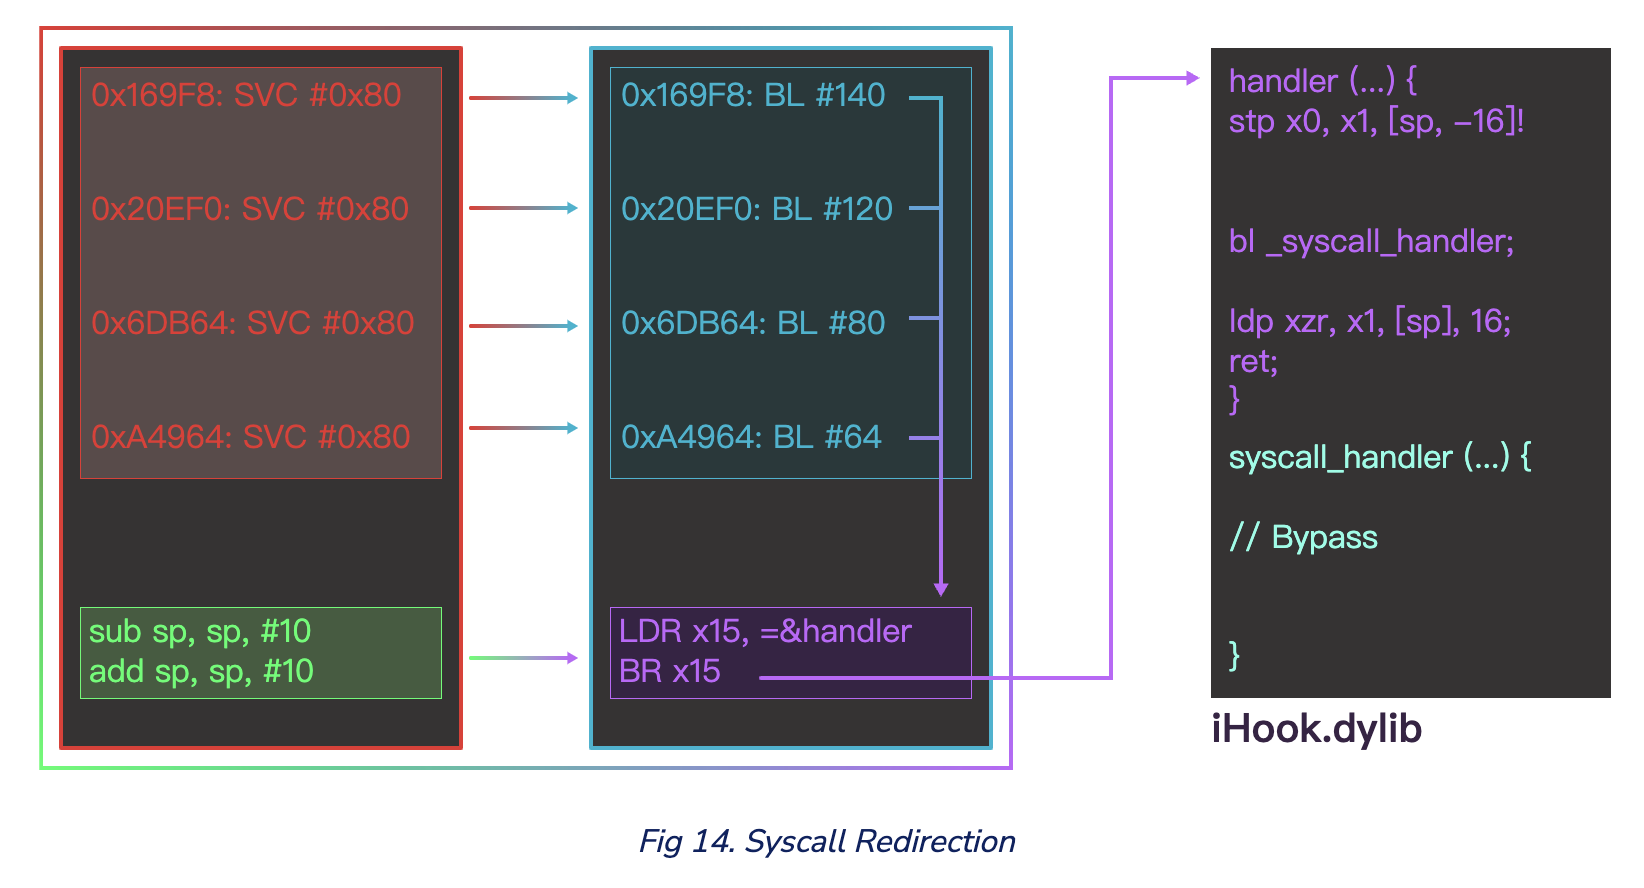 0x169F8: SVC #0x80
0x20EF0: SVC #0x80
0x6DB64: SVC #0x80
0xA4964: SVC #0x80
sub sp, sp, #10
add sp, sp, #10
0x169F8: BL #140
0x20EF0: BL #120
0x6DB64: BL #80
0xA4964: BL #64
LDR x15, =&handler
BR x15
handler (...) {
stp x0, x1, [sp, –16]!
bl _syscall_handler;
ldp xzr, x1, [sp], 16;
ret;
}
syscall_handler (...) {
// Bypass
}
iHook.dylib
Fig 14. Syscall Redirection